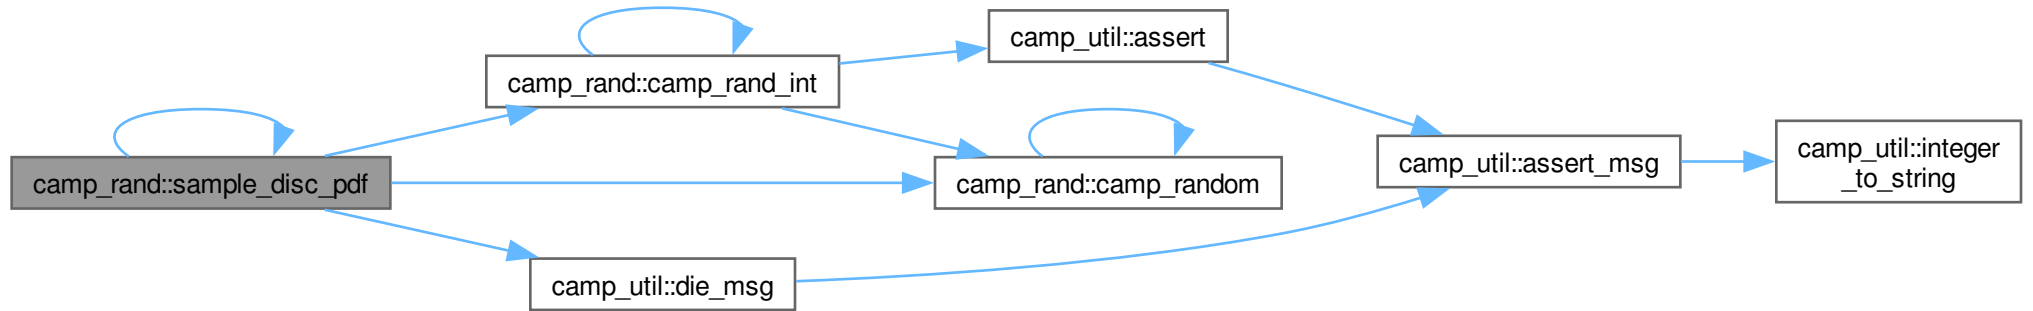 camp_rand::sample_disc_pdf
camp_rand::camp_rand_int
camp_util::assert
camp_rand::camp_random
camp_util::die_msg
camp_util::assert_msg
camp_util::integer
_to_string